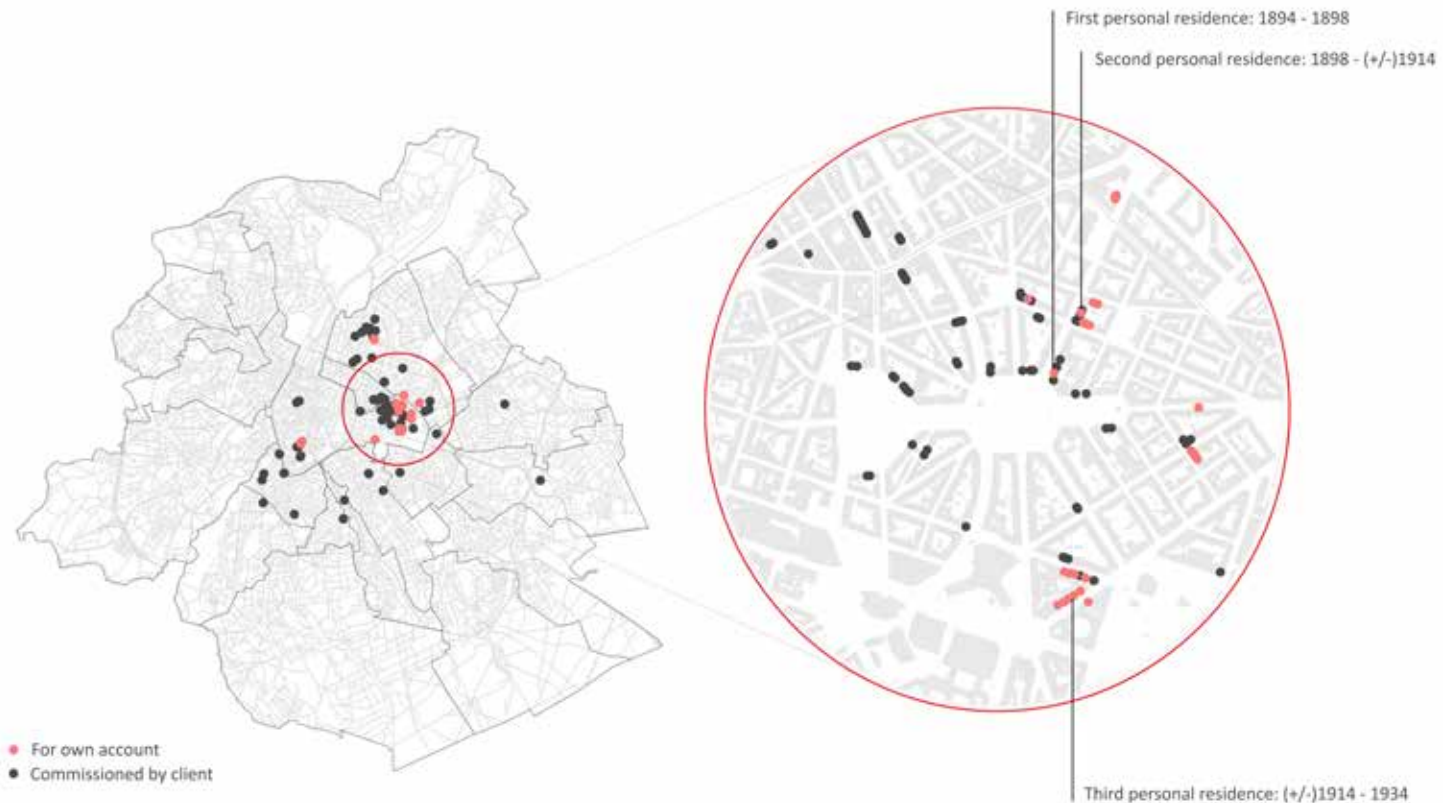 First personal residence: 1894 - 1898
Second personal residence: 1898 - (+/-)1914
For own account
Commissioned by client
Third personal residence: (+/-)1914 - 1934